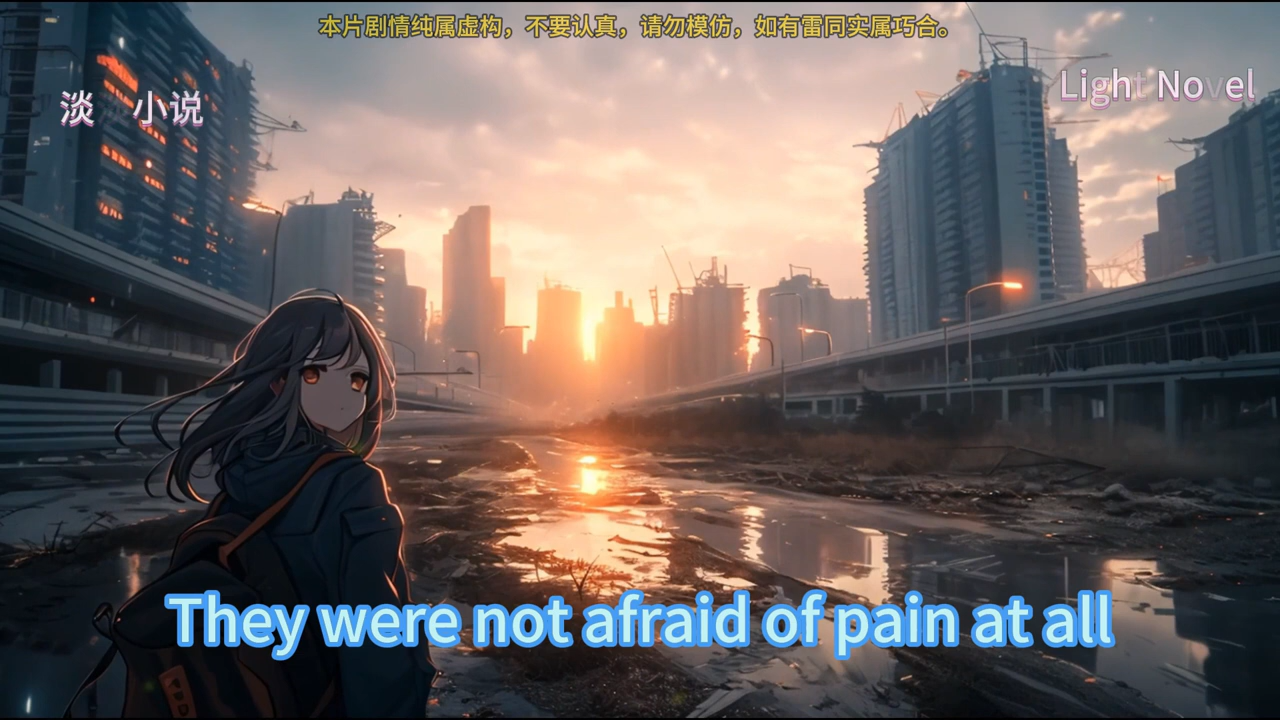 本片剧情纯属虚构，不要认真，请勿模仿，如有雷同实属巧合。
淡 小说
Light Novel
They were not afraid of pain at all